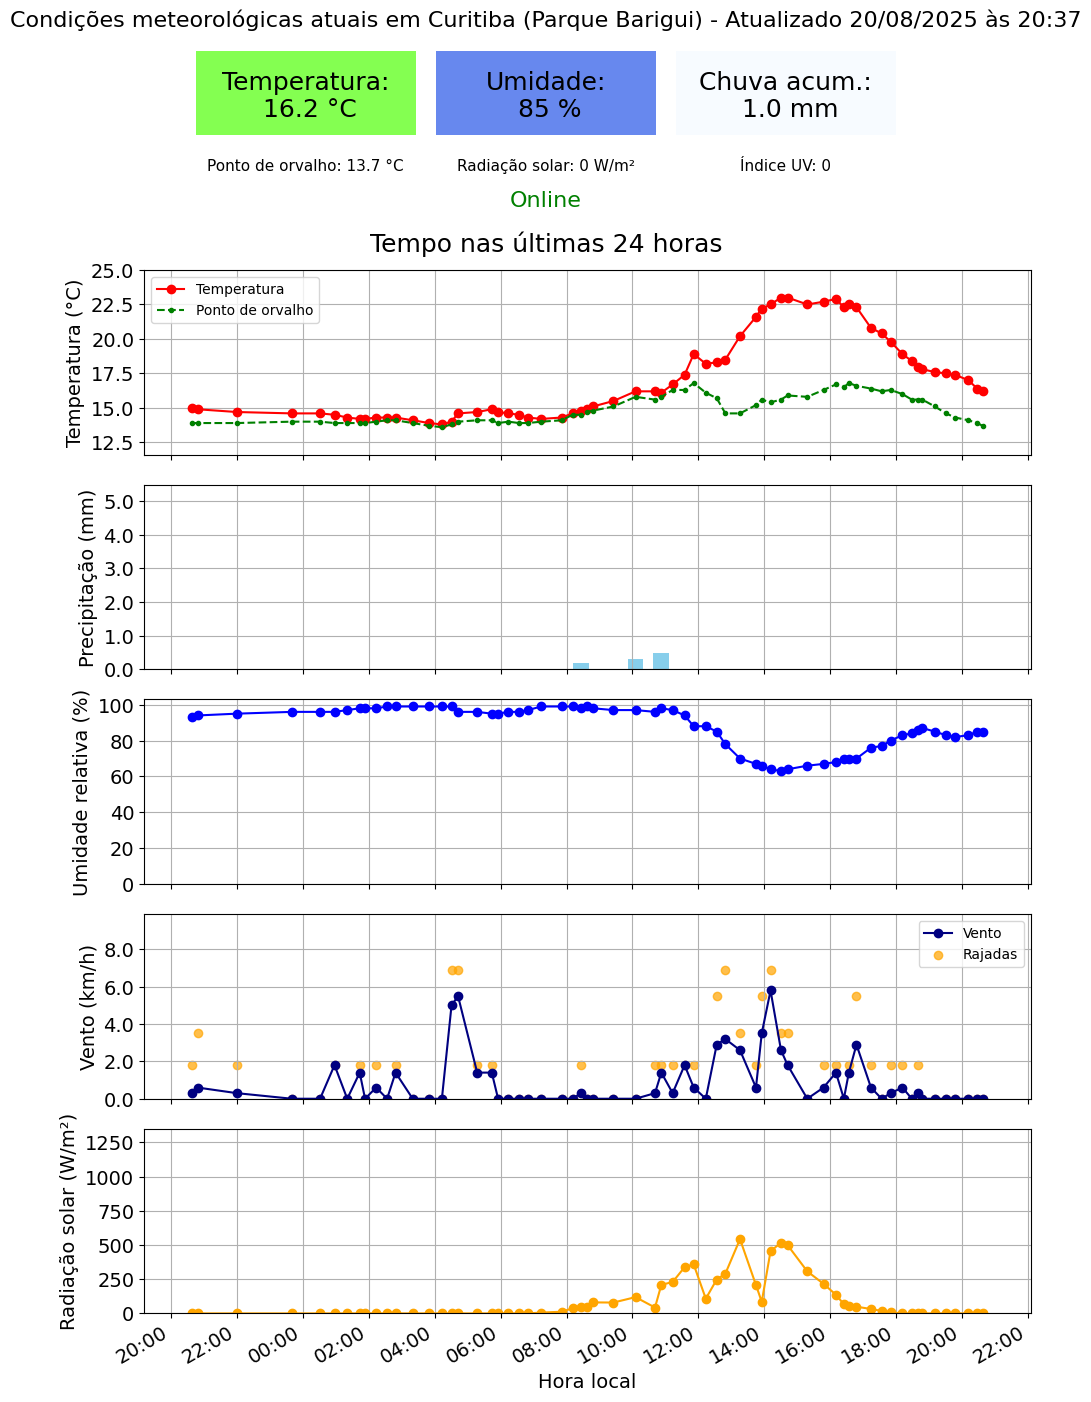 Condições meteorológicas atuais em Curitiba (Parque Barigui) - Atualizado 20/08/2025 às 20:37
Temperatura:
16.2 °C
Umidade:
85 %
Chuva acum.:
1.0 mm
Ponto de orvalho: 13.7 °C
Radiação solar: 0 W/m²
Índice UV: 0
Online
Tempo nas últimas 24 horas
Temperatura (°C)
25.0
22.5
20.0
17.5
15.0
12.5
Temperatura
Ponto de orvalho
Precipitação (mm)
5.0
4.0
3.0
2.0
1.0
0.0
Umidade relativa (%)
100
80
60
40
20
0
Vento (km/h)
8.0
6.0
4.0
2.0
0.0
Vento
Rajadas
Radiação solar (W/m²)
1250
1000
750
500
250
0
20:00
22:00
00:00
02:00
04:00
06:00
08:00
10:00
12:00
14:00
16:00
18:00
20:00
22:00
Hora local